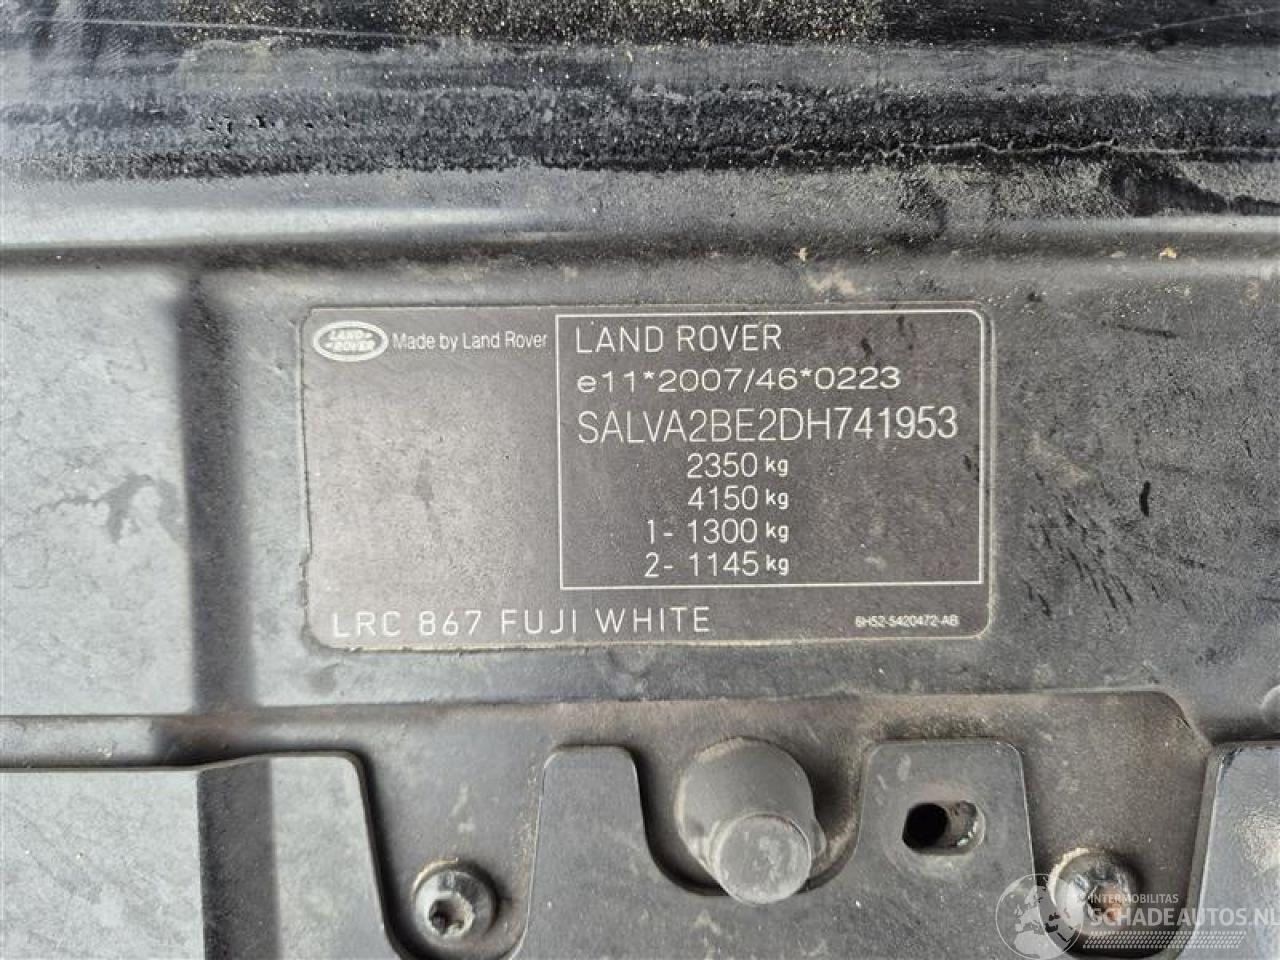 LAND ROVER
Made by Land Rover
LAND ROVER
e11*2007/46*0223
SALVA2BE2DH741953
2350 kg
4150 kg
1- 1300 kg
2- 1145 kg
LRC 867 FUJI WHITE
6H52-5420472-AB
INTERMOBILITAS
SCHADEAUTOS.NL